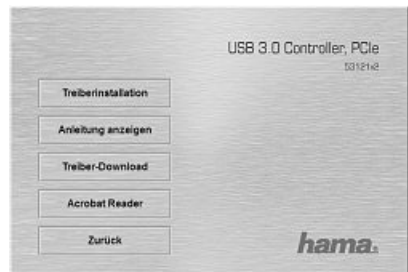 USB 3.0 Controller, PCIe
53121v2
Treiberinstallation
Anleitung anzeigen
Treiber-Download
Acrobat Reader
Zurück
hama.